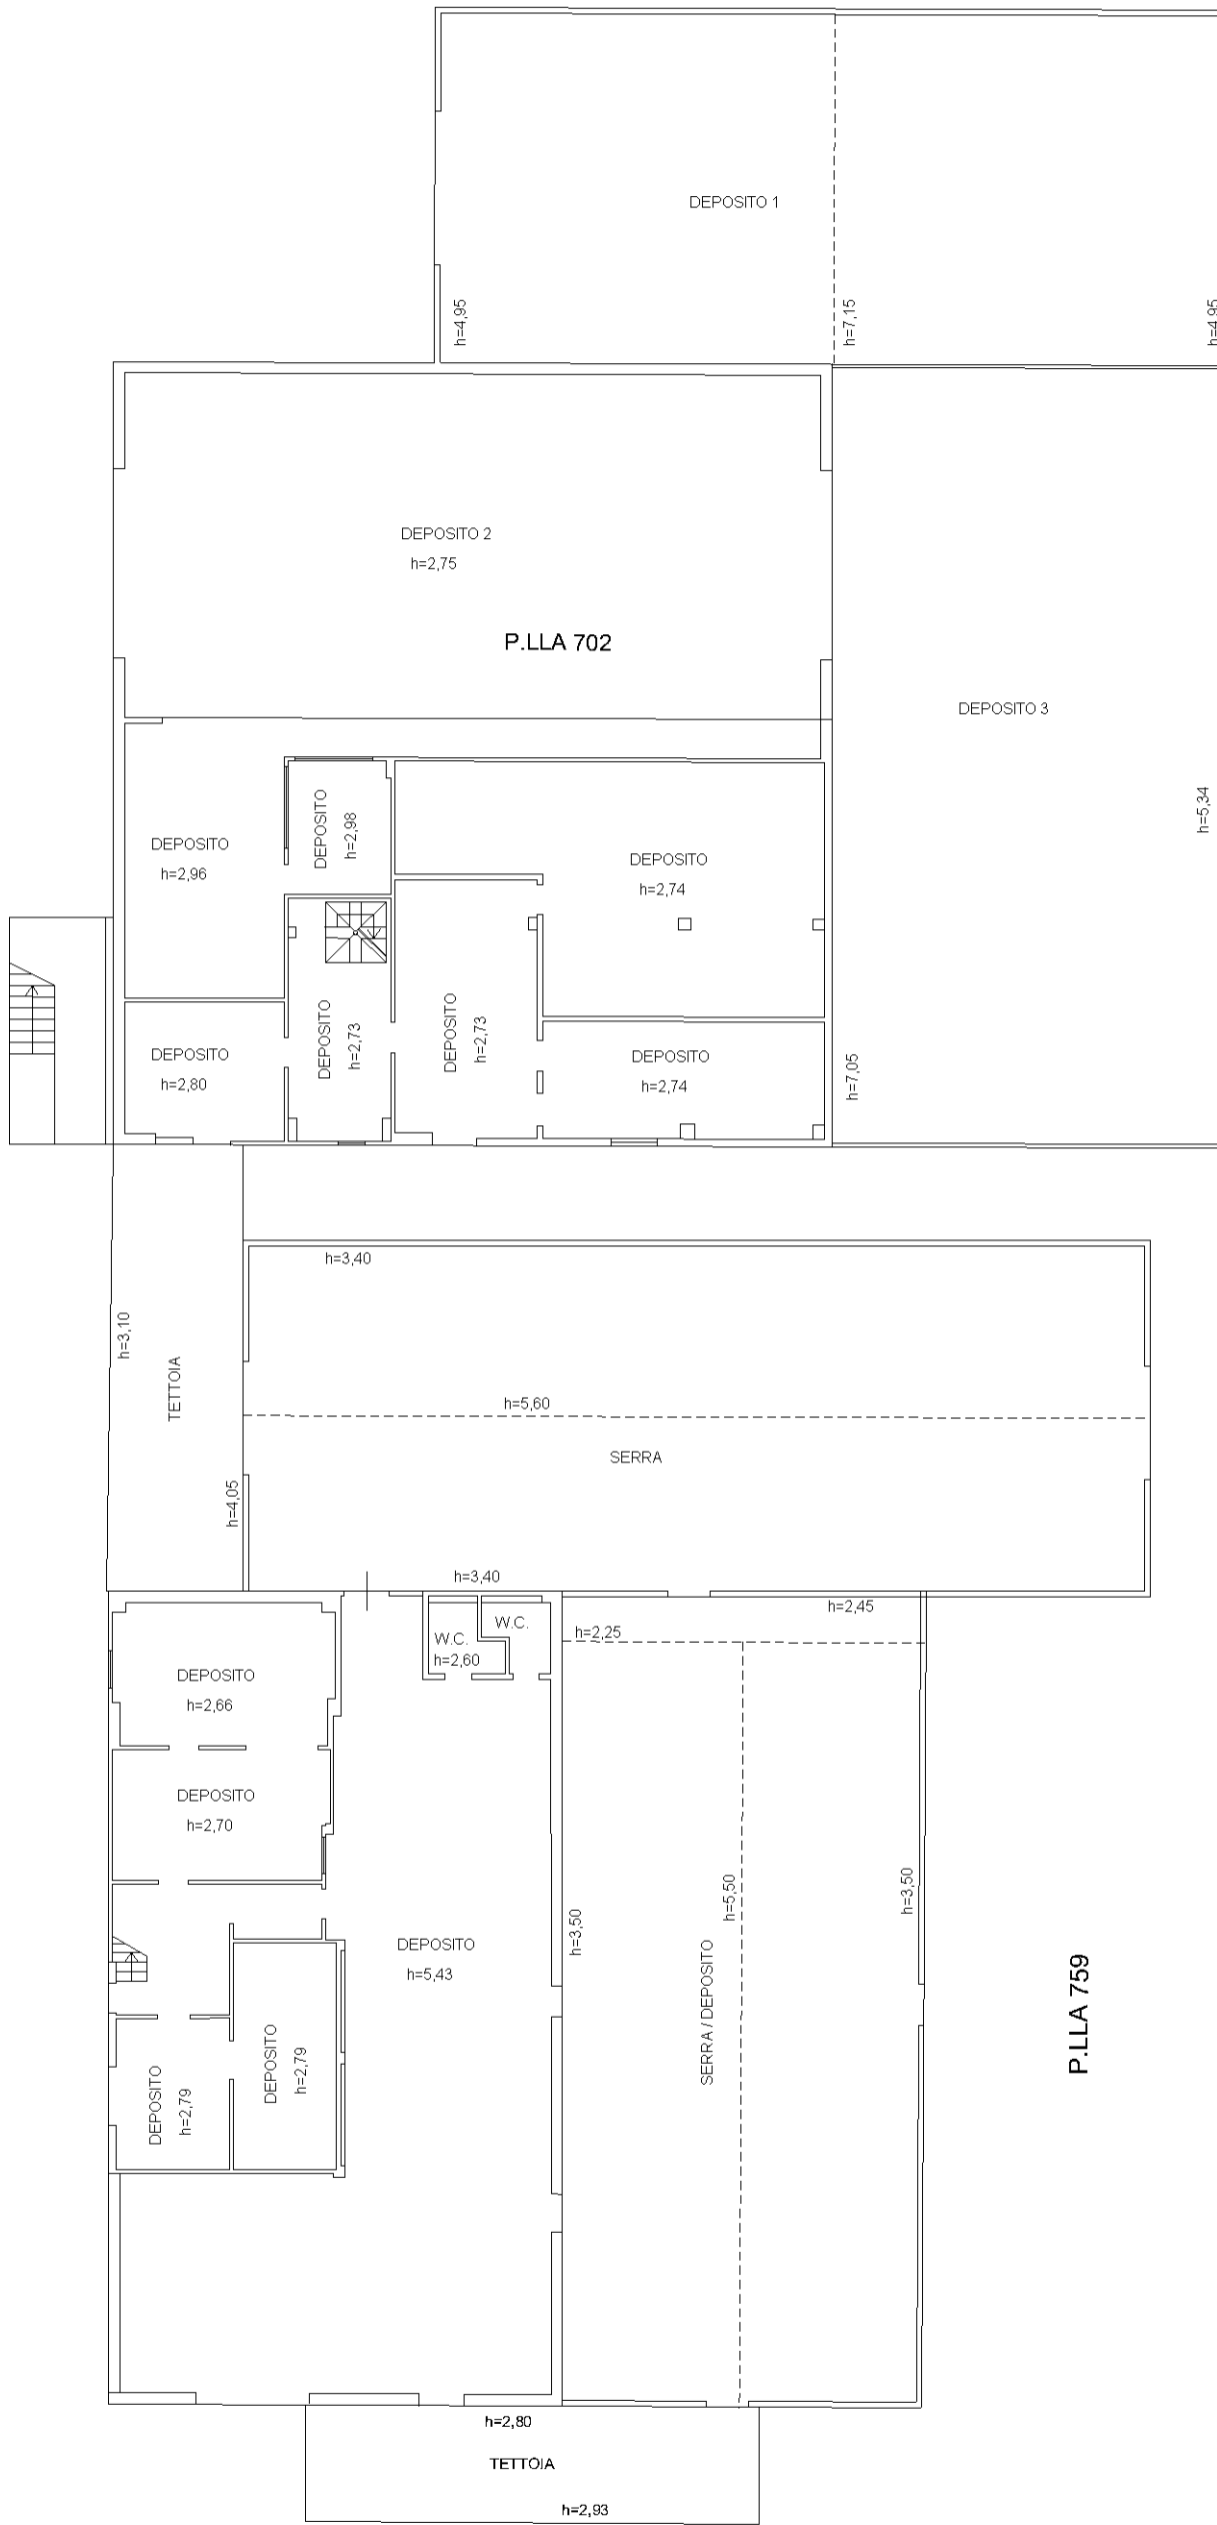 DEPOSITO 1
h=4,95
h=7,15
h=4,95
DEPOSITO 2
h=2,75
P.LLA 702
DEPOSITO 3
h=5,34
DEPOSITO
h=2,96
DEPOSITO
h=2,98
DEPOSITO
h=2,74
DEPOSITO
h=2,80
DEPOSITO
h=2,73
DEPOSITO
h=2,73
DEPOSITO
h=2,74
h=7,05
h=3,10
TETTOIA
h=4,05
h=3,40
h=5,60
SERRA
h=3,40
h=2,45
h=2,25
W.C.
W.C.
h=2,60
DEPOSITO
h=2,66
DEPOSITO
h=2,70
DEPOSITO
h=5,43
h=3,50
h=5,50
h=3,50
SERRA / DEPOSITO
P.LLA 759
DEPOSITO
h=2,79
DEPOSITO
h=2,79
h=2,80
TETTOIA
h=2,93